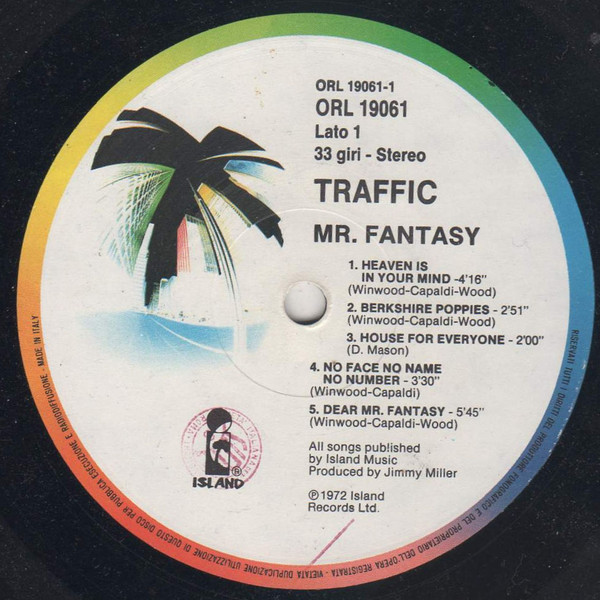 ORL 19061-1
ORL 19061
Lato 1
33 giri - Stereo
TRAFFIC
MR. FANTASY
1. HEAVEN IS
IN YOUR MIND -4'16"
(Winwood-Capaldi-Wood)
2. BERKSHIRE POPPIES - 2'51"
(Winwood-Capaldi-Wood)
3. HOUSE FOR EVERYONE - 2'00"
(D. Mason)
4. NO FACE NO NAME
NO NUMBER - 3'30"
(Winwood-Capaldi)
5. DEAR MR. FANTASY - 5'45"
(Winwood-Capaldi-Wood)
All songs published
by Island Music
Produced by Jimmy Miller
℗1972 Island
Records Ltd.
®
ISLAND
RISERVATI TUTTI I DIRITTI DEL PRODUTTORE FONOGRAFICO E DEL PROPRIETARIO DELL'OPERA REGISTRATA - VIETATA DUPLICAZIONE UTILIZZAZIONE DI QUESTO DISCO PER PUBBLICA ESECUZIONE E RADIODIFFUSIONE - MADE IN ITALY